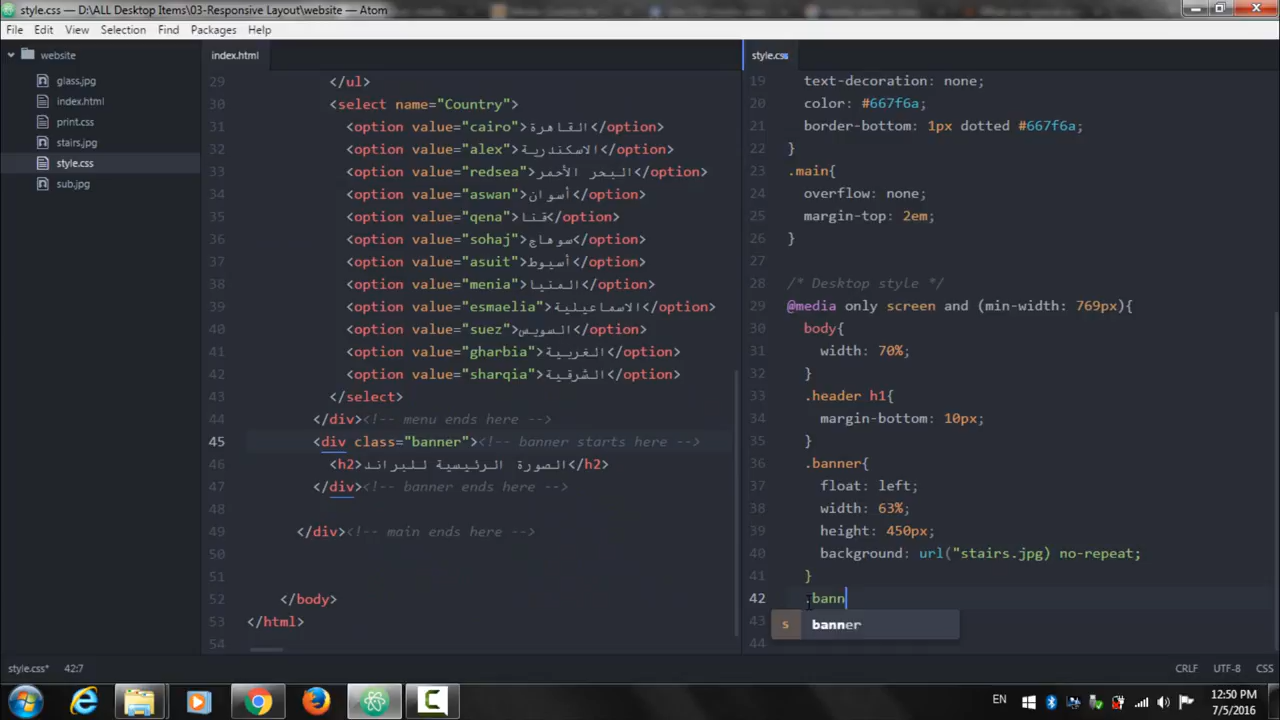 style.css - D:\ALL Desktop Items\03-Responsive Layout\website — Atom
File Edit View Selection Find Packages Help
website
glass.jpg
index.html
print.css
stairs.jpg
style.css
sub.jpg
index.html
29 </ul>
30 <select name="Country">
31 <option value="cairo">القاهرة</option>
32 <option value="alex">الاسكندرية</option>
33 <option value="redsea">البحر الأحمر</option>
34 <option value="aswan">أسوان</option>
35 <option value="qena">قنا</option>
36 <option value="sohaj">سوهاج</option>
37 <option value="asuit">أسيوط</option>
38 <option value="menia">المنيا</option>
39 <option value="esmaelia">الاسماعيلية</option>
40 <option value="suez">السويس</option>
41 <option value="gharbia">الغربية</option>
42 <option value="sharqia">الشرقية</option>
43 </select>
44 </div><!-- menu ends here -->
45 <div class="banner"><!-- banner starts here -->
46 <h2>الصورة الرئيسية للبراند</h2>
47 </div><!-- banner ends here -->
48
49 </div><!-- main ends here -->
50
51
52 </body>
53 </html>
54
style.css
19 text-decoration: none;
20 color: #667f6a;
21 border-bottom: 1px dotted #667f6a;
22 }
23 .main{
24 overflow: none;
25 margin-top: 2em;
26 }
27
28 /* Desktop style */
29 @media only screen and (min-width: 769px){
30 body{
31 width: 70%;
32 }
33 .header h1{
34 margin-bottom: 10px;
35 }
36 .banner{
37 float: left;
38 width: 63%;
39 height: 450px;
40 background: url("stairs.jpg) no-repeat;
41 }
42 .bann
43 s banner
44
style.css* 42:7 CRLF UTF-8 CSS
EN 12:50 PM
7/5/2016